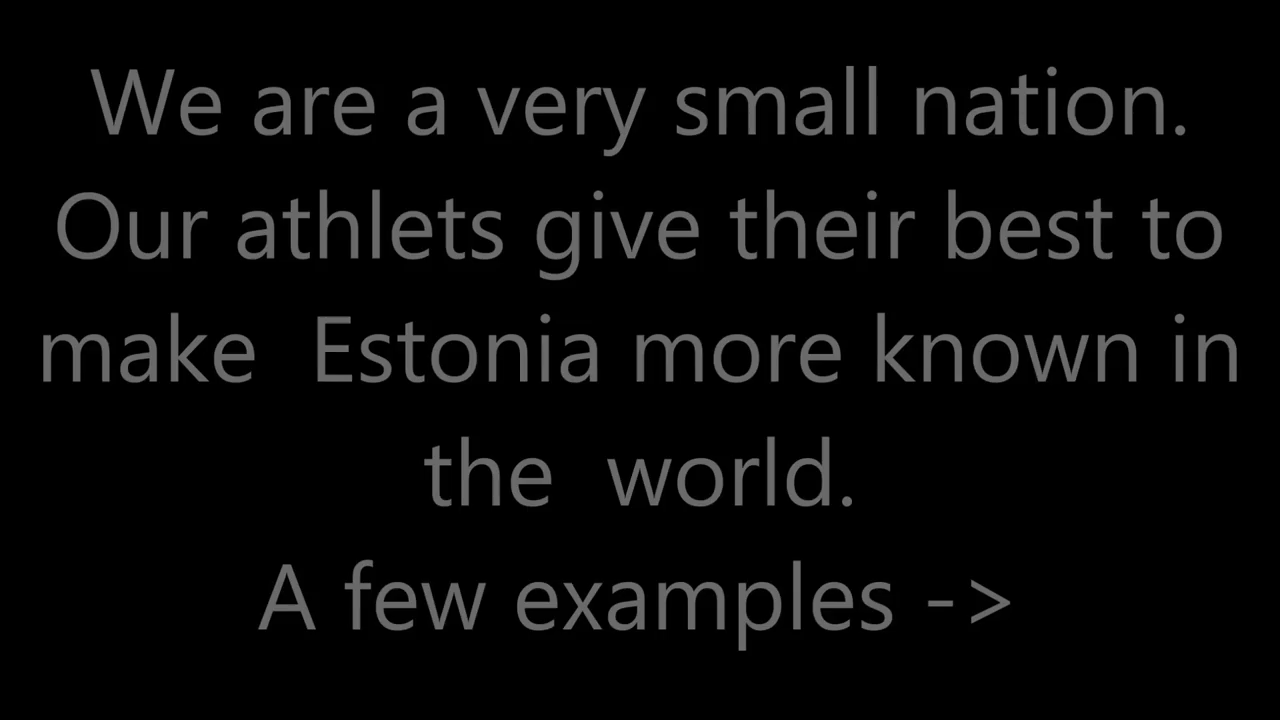 We are a very small nation.
Our athlets give their best to
make  Estonia more known in
the  world.
A few examples ->